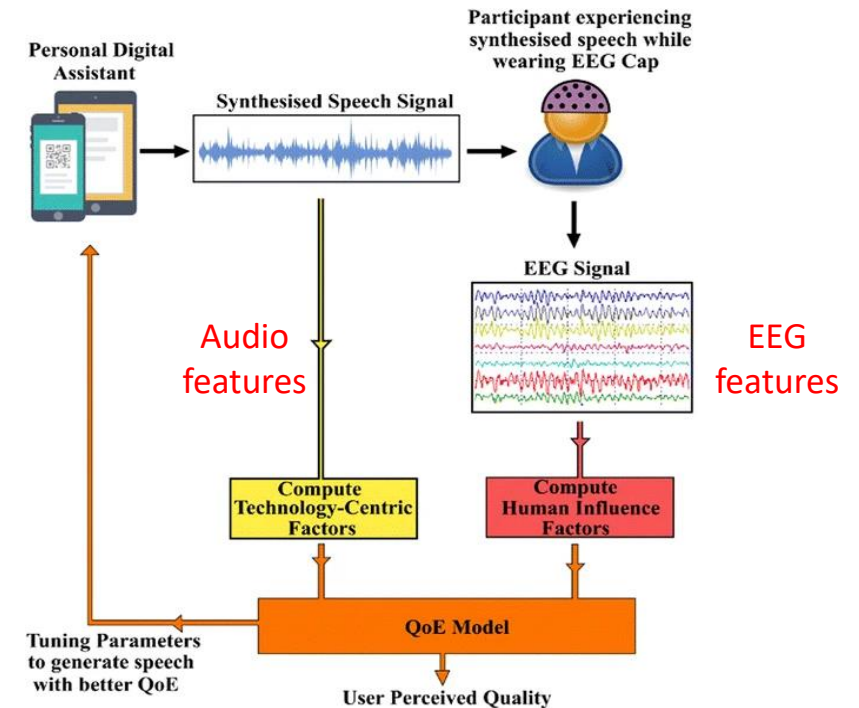 Participant experiencing
synthesised speech while
wearing EEG Cap
Personal Digital
Assistant
Synthesised Speech Signal
EEG Signal
Audio
features
EEG
features
Compute
Technology-Centric
Factors
Compute
Human Influence
Factors
QoE Model
Tuning Parameters
to generate speech
with better QoE
User Perceived Quality